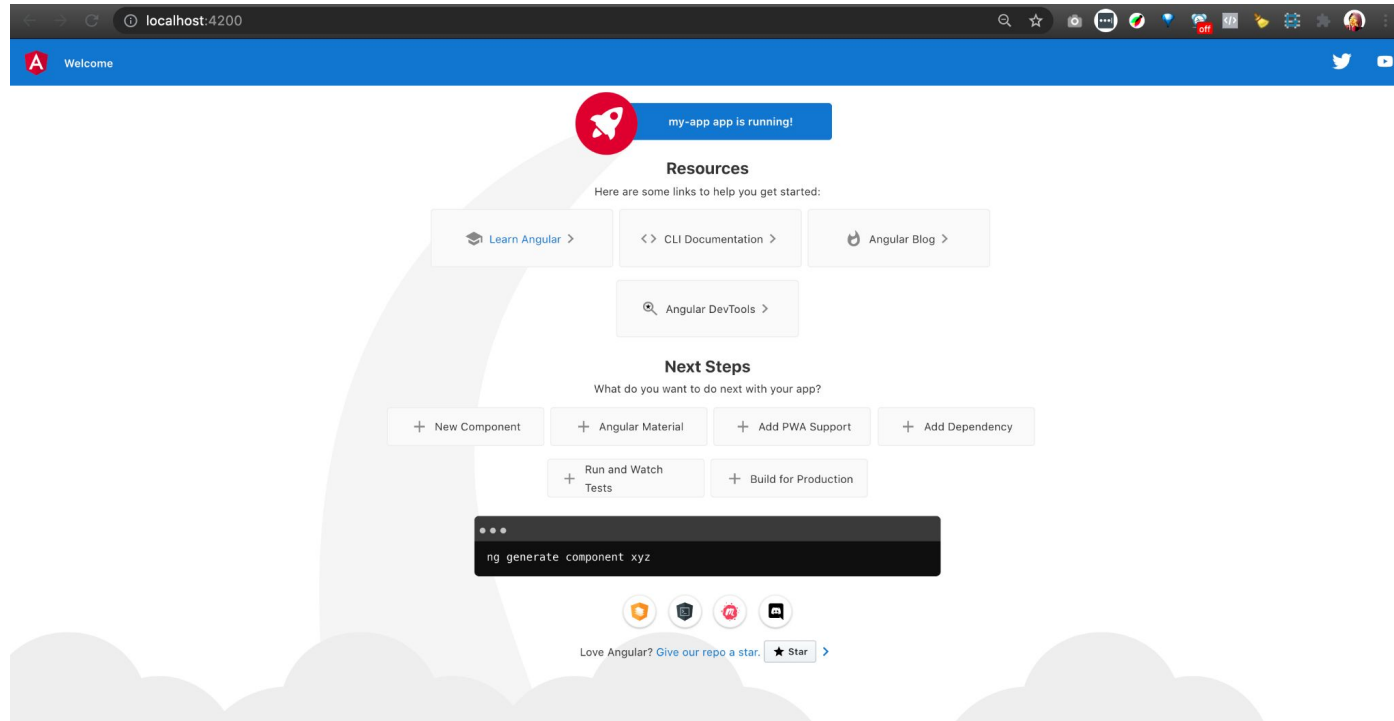 localhost:4200
off
Welcome
my-app app is running!
Resources
Here are some links to help you get started:
Learn Angular
CLI Documentation
Angular Blog
Angular DevTools
Next Steps
What do you want to do next with your app?
New Component
Angular Material
Add PWA Support
Add Dependency
Run and Watch
Tests
Build for Production
ng generate component xyz
Love Angular? Give our repo a star. Star